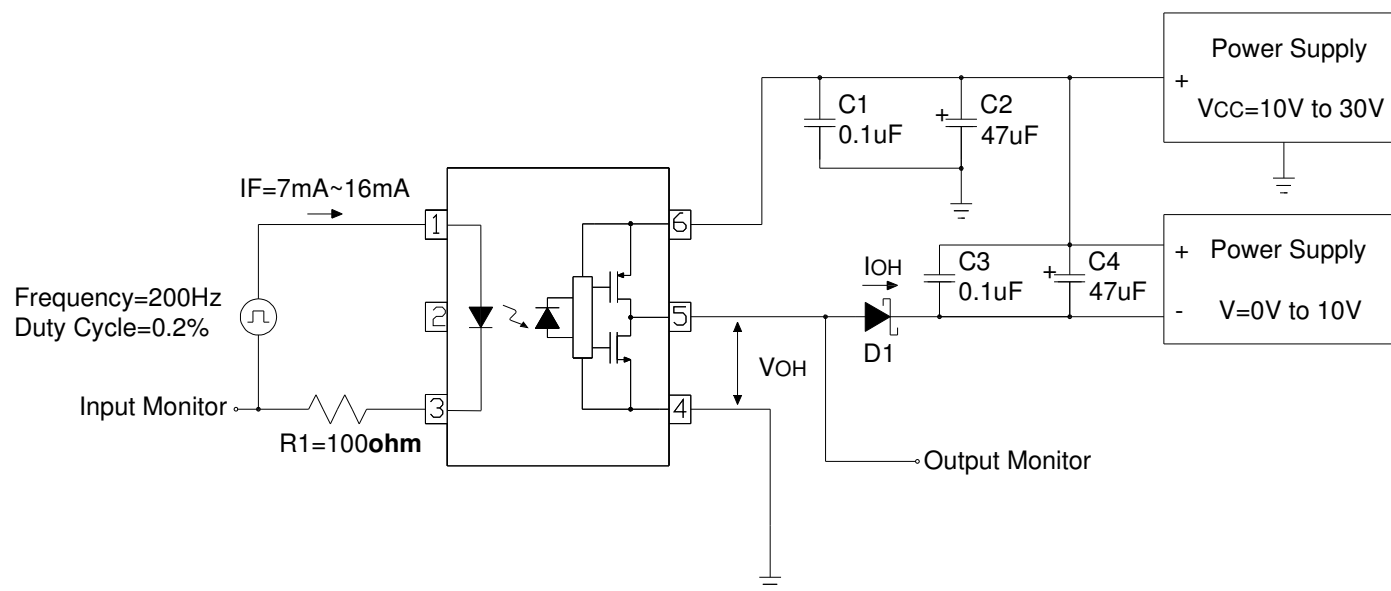 Power Supply
+
VCC=10V to 30V
C1
0.1uF
+
C2
47uF
IF=7mA~16mA
1
6
Power Supply
+
V=0V to 10V
-
IOH
C3
0.1uF
+
C4
47uF
Frequency=200Hz
Duty Cycle=0.2%
2
5
D1
VOH
Input Monitor
3
4
R1=100ohm
Output Monitor